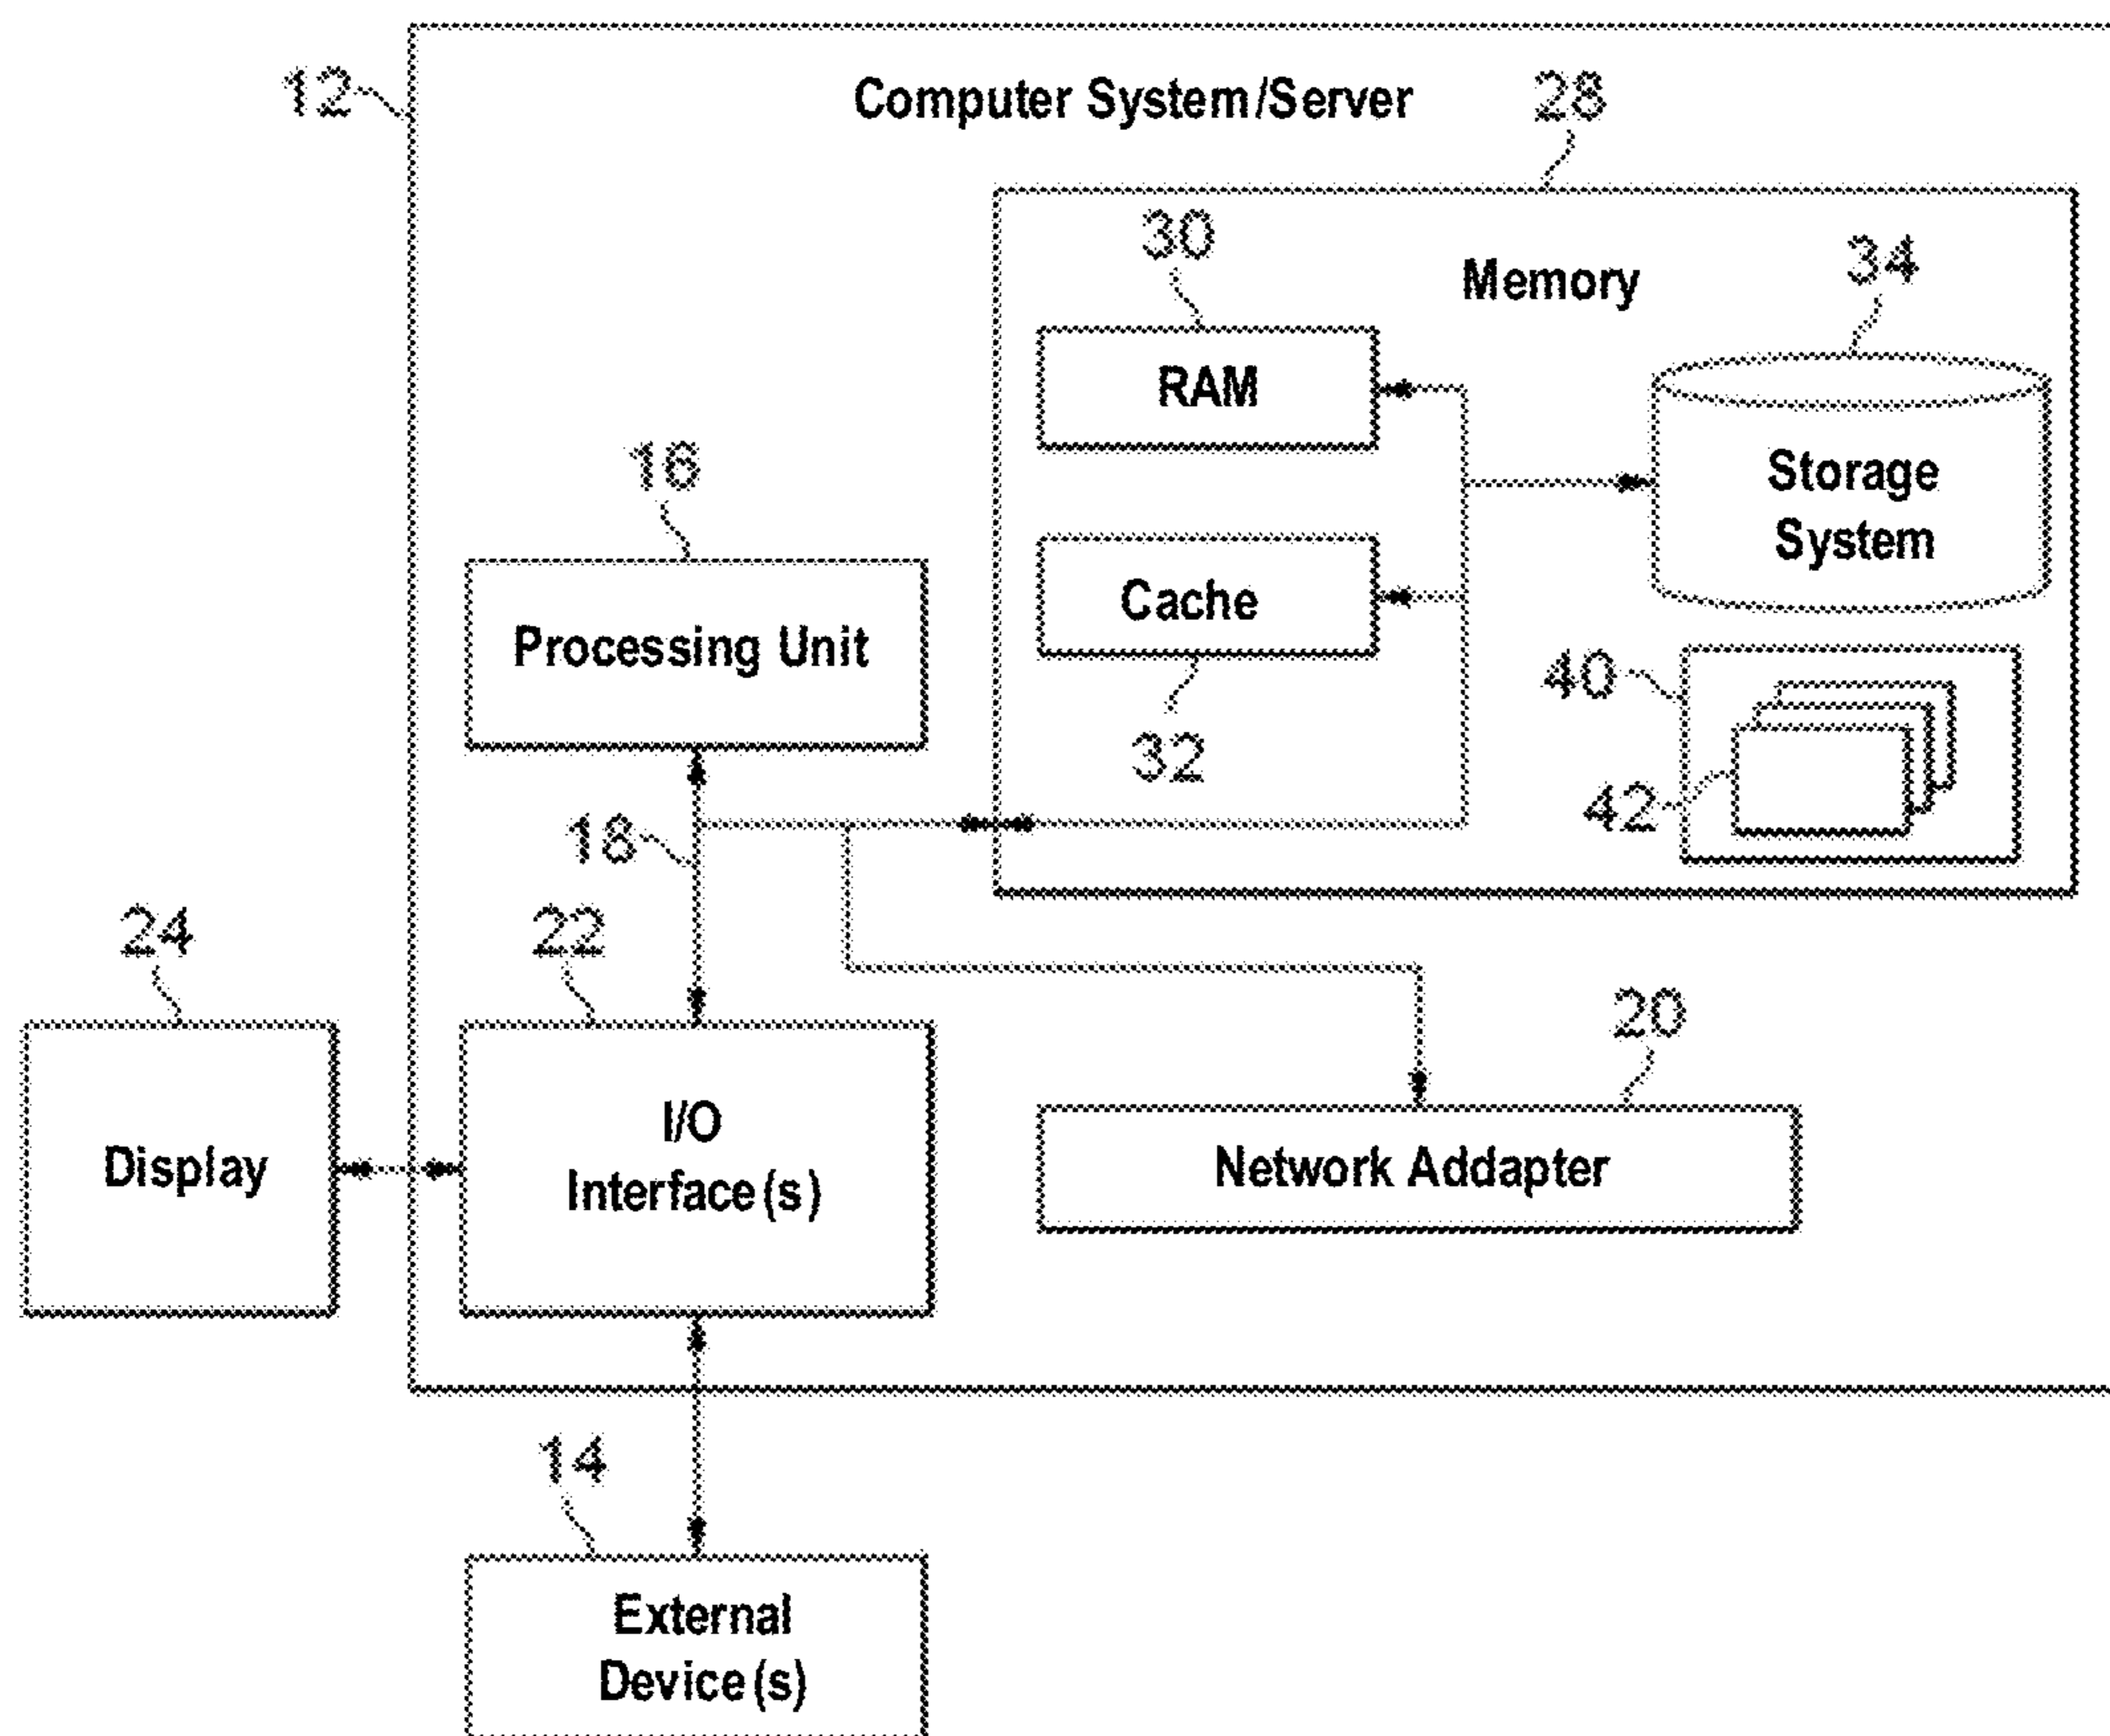 12
Computer System/Server
28
30
Memory
34
RAM
16
Storage
System
Cache
Processing Unit
40
32
42
18
24
22
20
I/O
Interface(s)
Display
Network Addapter
14
External
Device(s)